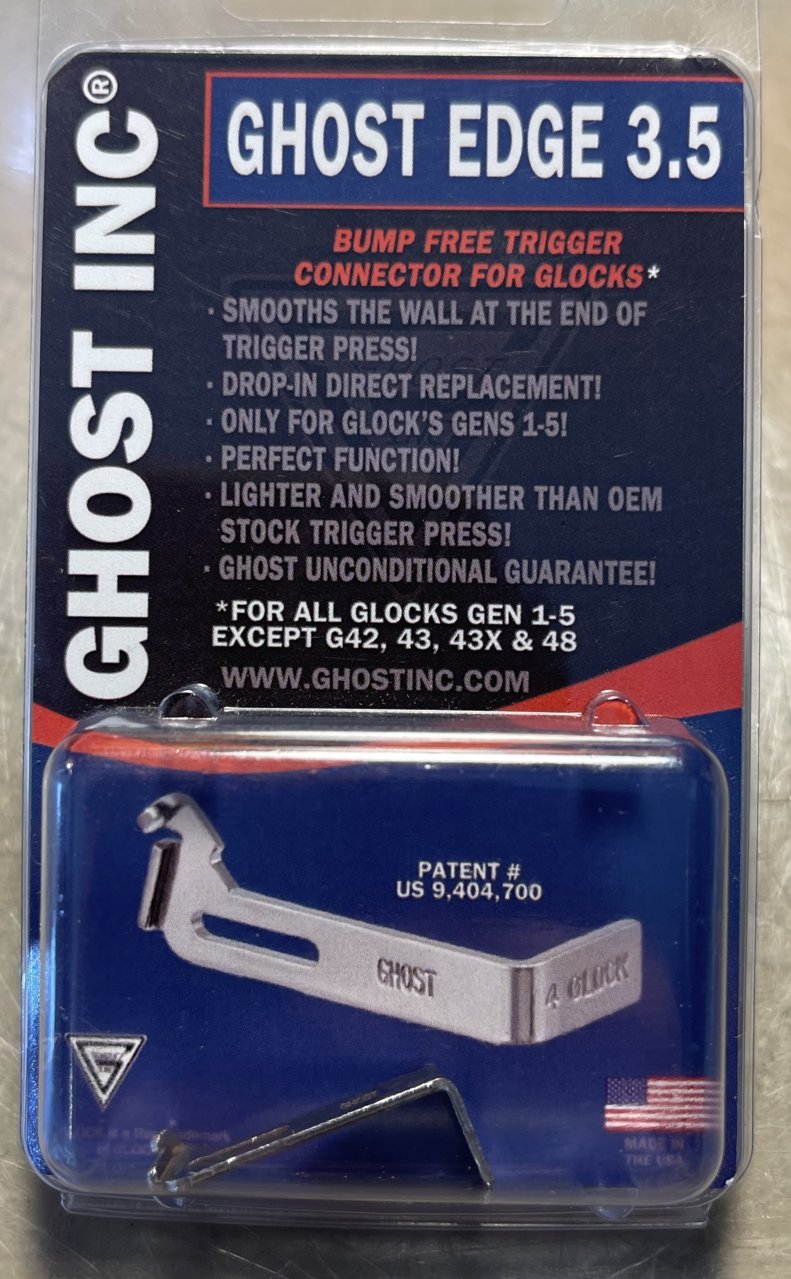 GHOST INC®
GHOST EDGE 3.5
BUMP FREE TRIGGER
CONNECTOR FOR GLOCKS*
· SMOOTHS THE WALL AT THE END OF
TRIGGER PRESS!
· DROP-IN DIRECT REPLACEMENT!
· ONLY FOR GLOCK'S GENS 1-5!
· PERFECT FUNCTION!
· LIGHTER AND SMOOTHER THAN OEM
STOCK TRIGGER PRESS!
· GHOST UNCONDITIONAL GUARANTEE!
*FOR ALL GLOCKS GEN 1-5
EXCEPT G42, 43, 43X & 48
WWW.GHOSTINC.COM
PATENT #
US 9,404,700
GHOST
4 GLOCK
GHOST
MADE IN
THE USA